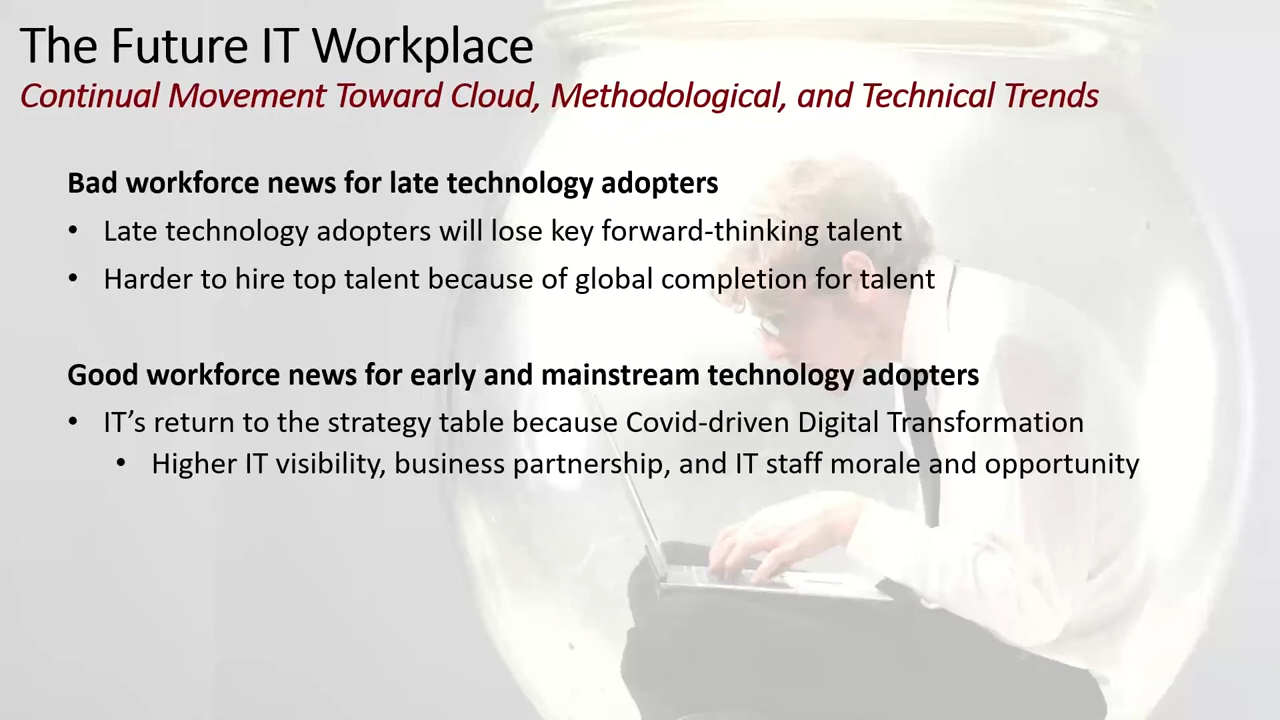 The Future IT Workplace
Continual Movement Toward Cloud, Methodological, and Technical Trends
Bad workforce news for late technology adopters
• Late technology adopters will lose key forward-thinking talent
• Harder to hire top talent because of global completion for talent
Good workforce news for early and mainstream technology adopters
• IT’s return to the strategy table because Covid-driven Digital Transformation
• Higher IT visibility, business partnership, and IT staff morale and opportunity